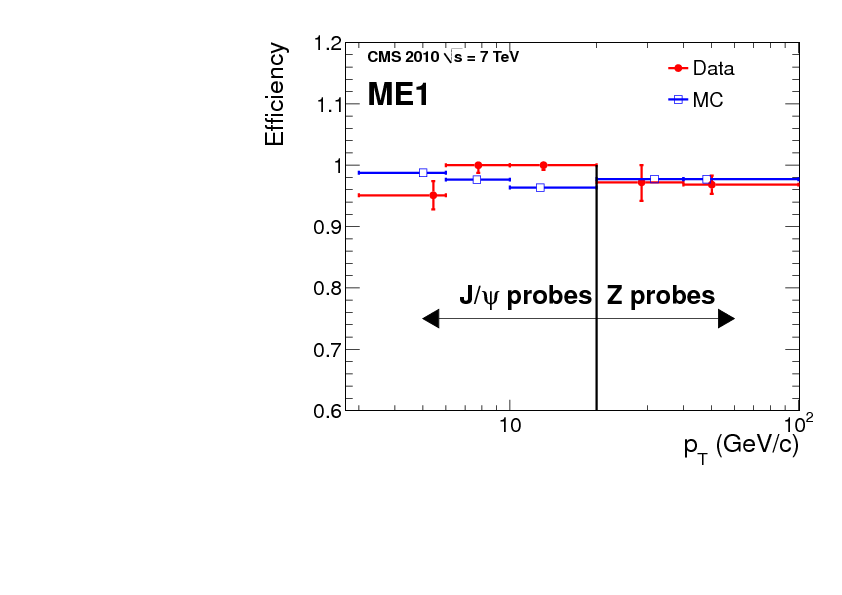 1.2
CMS 2010 √s = 7 TeV
Data
Efficiency
ME1
MC
1.1
1
0.9
0.8
J/ψ probes
Z probes
0.7
0.6
10
10²
p_T (GeV/c)